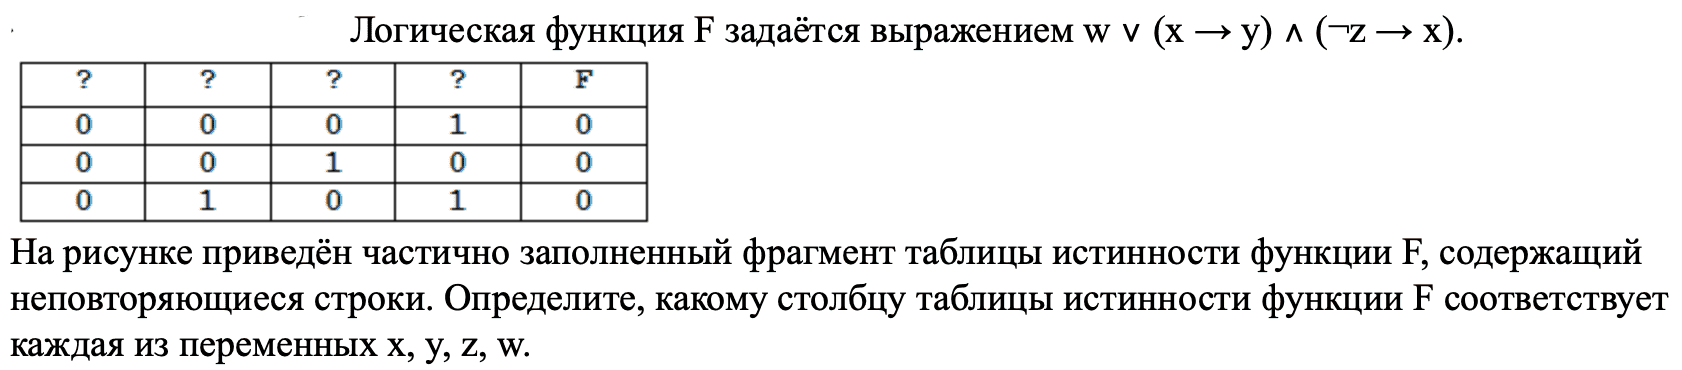 Логическая функция F задаётся выражением w ∨ (x → y) ∧ (¬z → x).
? ? ? ? F
0 0 0 1 0
0 0 1 0 0
0 1 0 1 0
На рисунке приведён частично заполненный фрагмент таблицы истинности функции F, содержащий
неповторяющиеся строки. Определите, какому столбцу таблицы истинности функции F соответствует
каждая из переменных x, y, z, w.